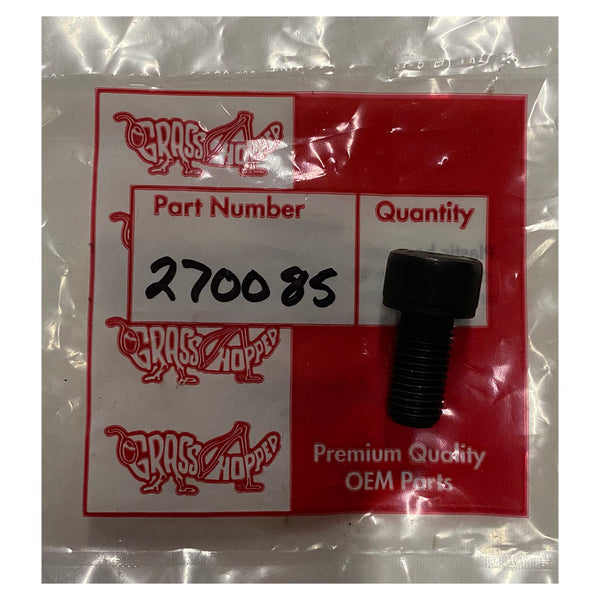 GRASSHOPPER
Part Number
Quantity
270085
GRASSHOPPER
GRASSHOPPER
Premium Quality
OEM Parts